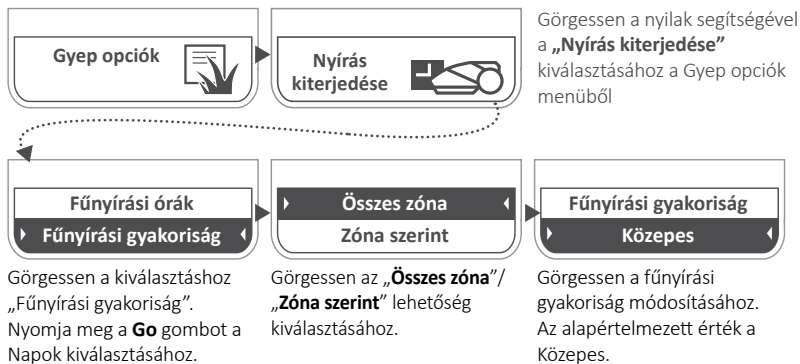 Gyep opciók
Nyírás
kiterjedése
Görgessen a nyilak segítségével
a „Nyírás kiterjedése”
kiválasztásához a Gyep opciók
menüből
Fűnyírási órák
Fűnyírási gyakoriság
Összes zóna
Zóna szerint
Fűnyírási gyakoriság
Közepes
Görgessen a kiválasztáshoz
„Fűnyírási gyakoriság”.
Nyomja meg a Go gombot a
Napok kiválasztásához.
Görgessen az „Összes zóna”/
„Zóna szerint” lehetőség
kiválasztásához.
Görgessen a fűnyírási
gyakoriság módosításához.
Az alapértelmezett érték a
Közepes.